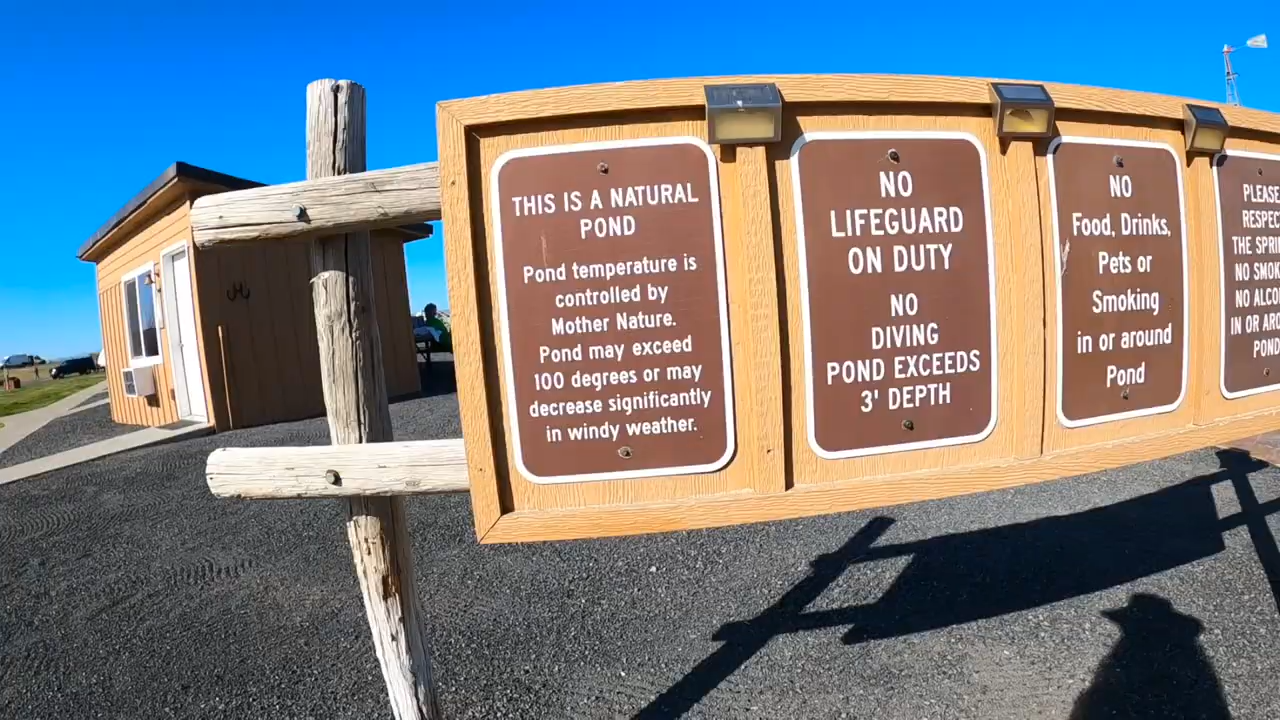 THIS IS A NATURAL
POND
Pond temperature is
controlled by
Mother Nature.
Pond may exceed
100 degrees or may
decrease significantly
in windy weather.
NO
LIFEGUARD
ON DUTY
NO
DIVING
POND EXCEEDS
3' DEPTH
NO
Food, Drinks,
Pets or
Smoking
in or around
Pond
PLEASE
THE
NO
NO
IN OR
POND